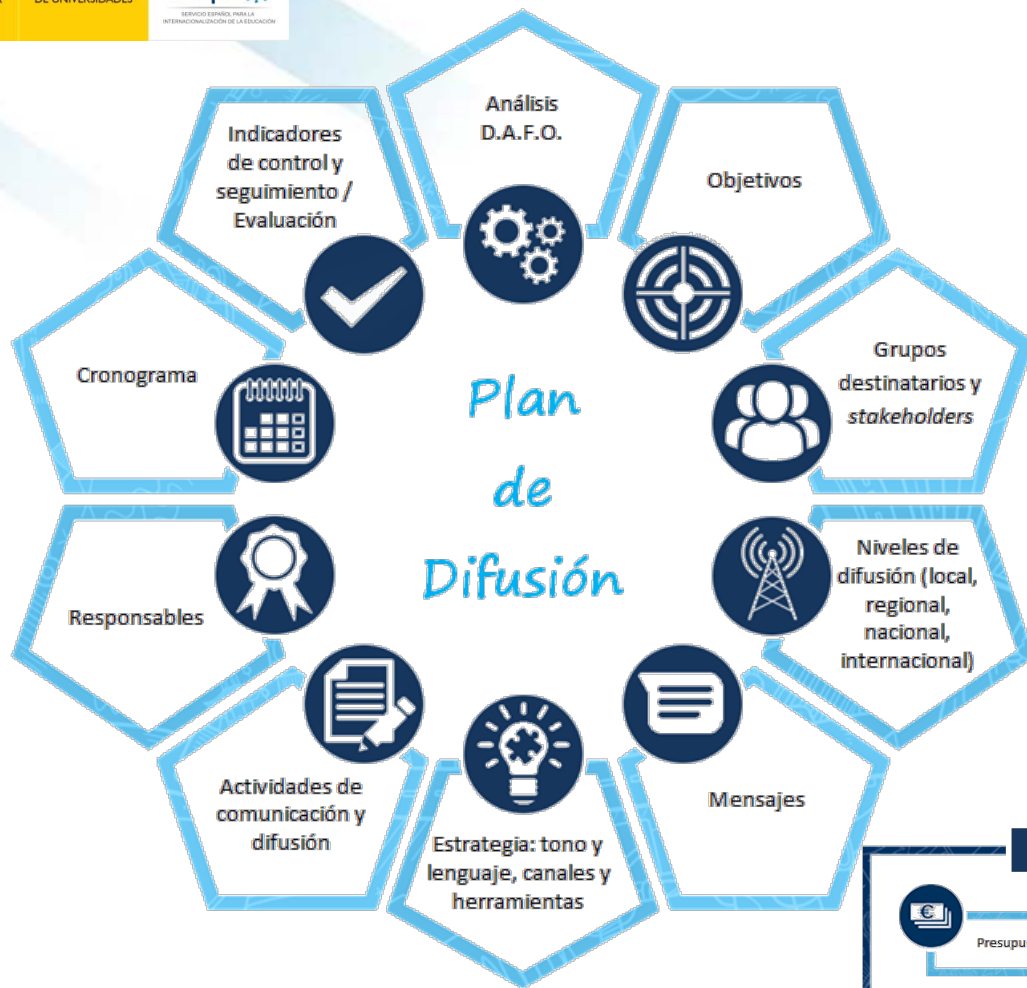 DE UNIVERSIDADES
SERVICIO ESPAÑOL PARA LA
INTERNACIONALIZACIÓN DE LA EDUCACIÓN
Análisis
D.A.F.O.
Objetivos
Grupos
destinatarios y
stakeholders
Niveles de
difusión (local,
regional,
nacional,
internacional)
Mensajes
Estrategia: tono y
lenguaje, canales y
herramientas
Actividades de
comunicación y
difusión
Responsables
Cronograma
Indicadores
de control y
seguimiento /
Evaluación
Plan
de
Difusión